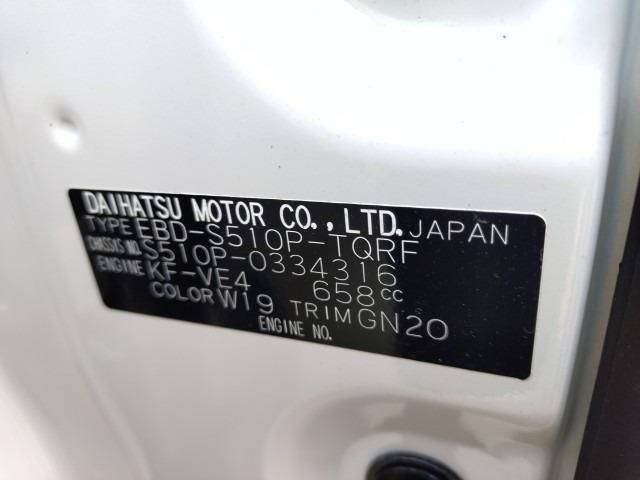 DAIHATSU MOTOR CO., LTD. JAPAN
TYPE EBD-S510P-TQRF
CHASSIS NO. S510P-0334316
ENGINE KF-VE4 658cc
COLOR W19 TRIM GN20
ENGINE NO.